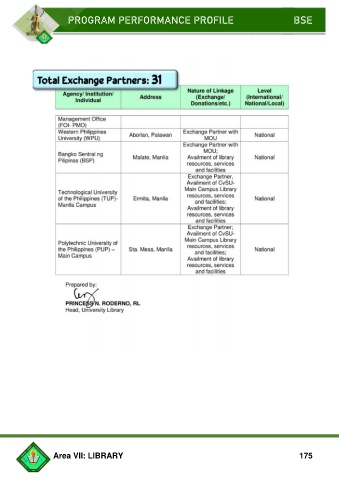 PROGRAM PERFORMANCE PROFILE BSE
Total Exchange Partners: 31
Agency/ Institution/ Individual
Address
Nature of Linkage (Exchange/ Donations/etc.)
Level (International/ National/Local)
Management Office
(FOI- PMO)
Western Philippines
University (WPU)
Aborlan, Palawan
Exchange Partner with
MOU
National
Bangko Sentral ng
Pilipinas (BSP)
Malate, Manila
Exchange Partner with
MOU;
Availment of library
resources, services
and facilities
National
Technological University
of the Philippines (TUP)-
Manila Campus
Ermita, Manila
Exchange Partner,
Availment of CvSU-
Main Campus Library
resources, services
and facilities;
Availment of library
resources, services
and facilities
National
Polytechnic University of
the Philippines (PUP) –
Main Campus
Sta. Mesa, Manila
Exchange Partner;
Availment of CvSU-
Main Campus Library
resources, services
and facilities;
Availment of library
resources, services
and facilities
National
Prepared by:
PRINCESS N. RODERNO, RL
Head, University Library
Area VII: LIBRARY 175